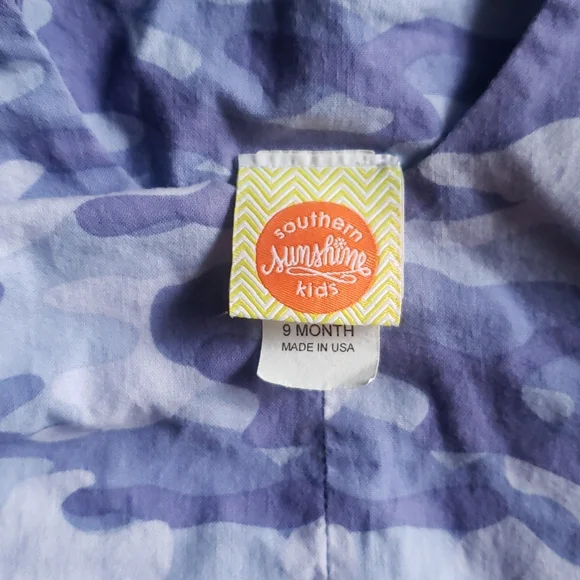 southern
sunshine
kids
9 MONTH
MADE IN USA